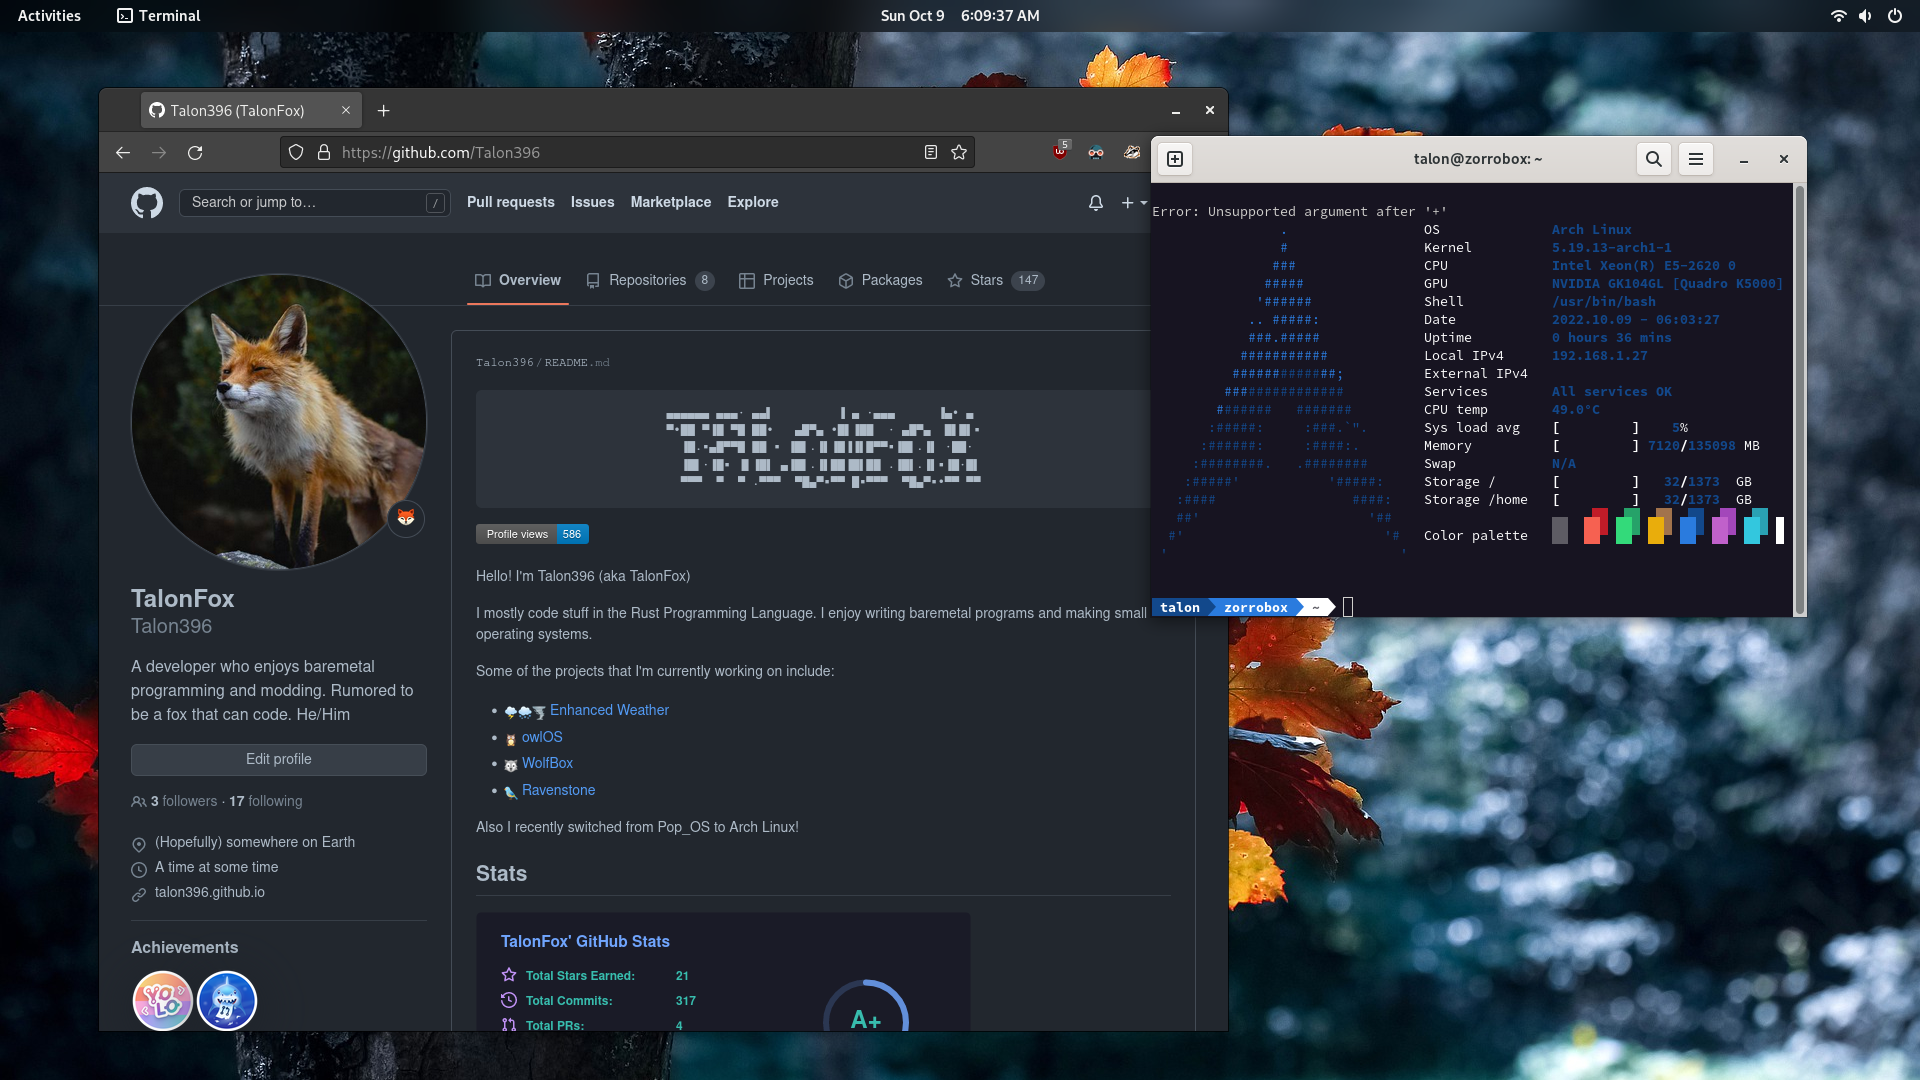 Activities
Terminal
Sun Oct 9 6:09:37 AM
Talon396 (TalonFox)
https://github.com/Talon396
5
Search or jump to…
/
Pull requests
Issues
Marketplace
Explore
Overview
Repositories 8
Projects
Packages
Stars 147
TalonFox
Talon396
A developer who enjoys baremetal
programming and modding. Rumored to
be a fox that can code. He/Him
Edit profile
3 followers · 17 following
(Hopefully) somewhere on Earth
A time at some time
talon396.github.io
Achievements
YOLO
Talon396/README.md
Profile views 586
Hello! I'm Talon396 (aka TalonFox)
I mostly code stuff in the Rust Programming Language. I enjoy writing baremetal programs and making small
operating systems.
Some of the projects that I'm currently working on include:
Enhanced Weather
owlOS
WolfBox
Ravenstone
Also I recently switched from Pop_OS to Arch Linux!
Stats
TalonFox' GitHub Stats
Total Stars Earned: 21
Total Commits: 317
Total PRs: 4
A+
talon@zorrobox: ~
Error: Unsupported argument after '+'
OS Arch Linux
Kernel 5.19.13-arch1-1
CPU Intel Xeon(R) E5-2620 0
GPU NVIDIA GK104GL [Quadro K5000]
Shell /usr/bin/bash
Date 2022.10.09 - 06:03:27
Uptime 0 hours 36 mins
Local IPv4 192.168.1.27
External IPv4
Services All services OK
CPU temp 49.0°C
Sys load avg [ ] 5%
Memory [ ] 7120/135098 MB
Swap N/A
Storage / [ ] 32/1373 GB
Storage /home [ ] 32/1373 GB
Color palette
talon zorrobox ~